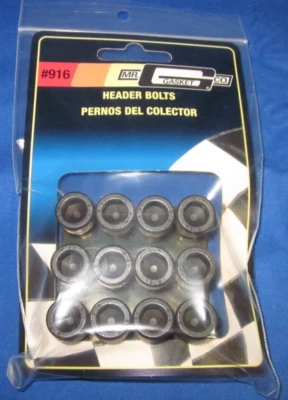 #916 MR GASKET CO
HEADER BOLTS
PERNOS DEL COLECTOR